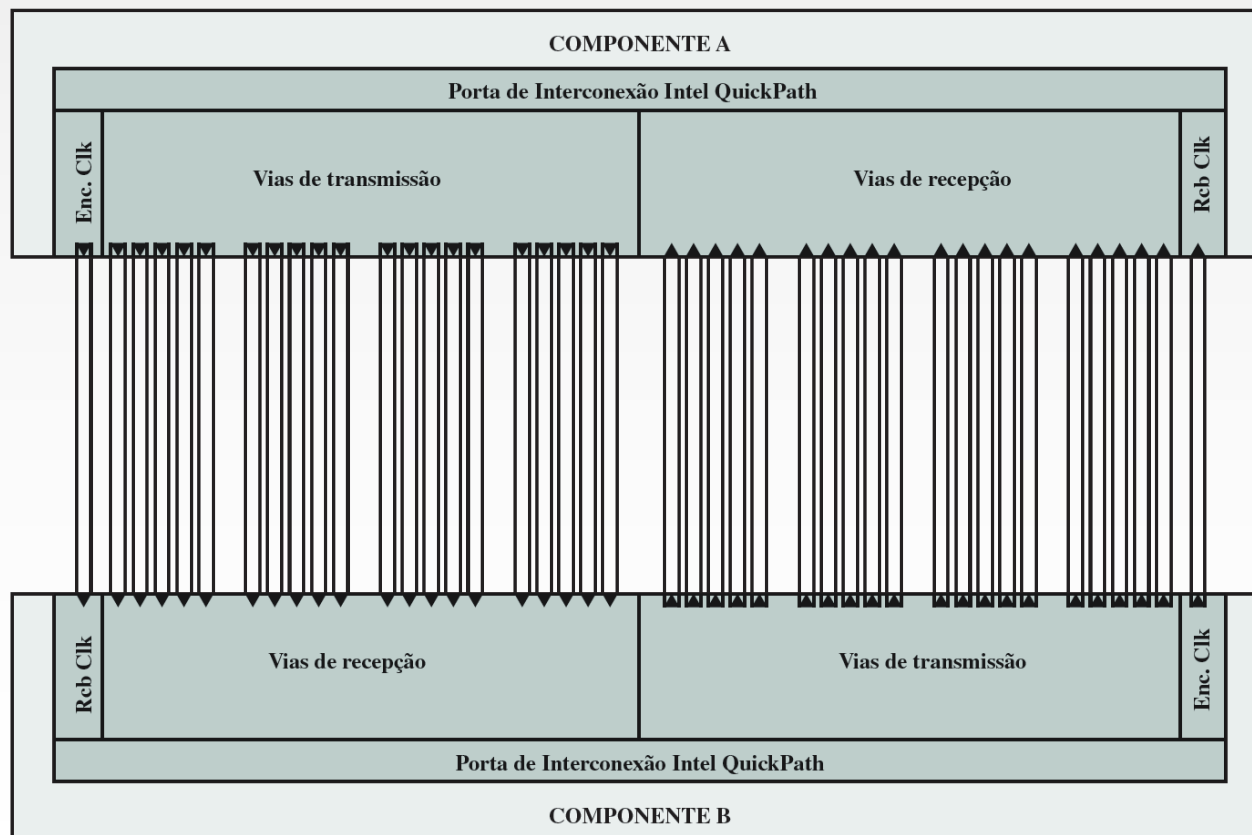 COMPONENTE A
Porta de Interconexão Intel QuickPath
Enc. Clk
Vias de transmissão
Vias de recepção
Rcb Clk
Rcb Clk
Vias de recepção
Vias de transmissão
Enc. Clk
Porta de Interconexão Intel QuickPath
COMPONENTE B